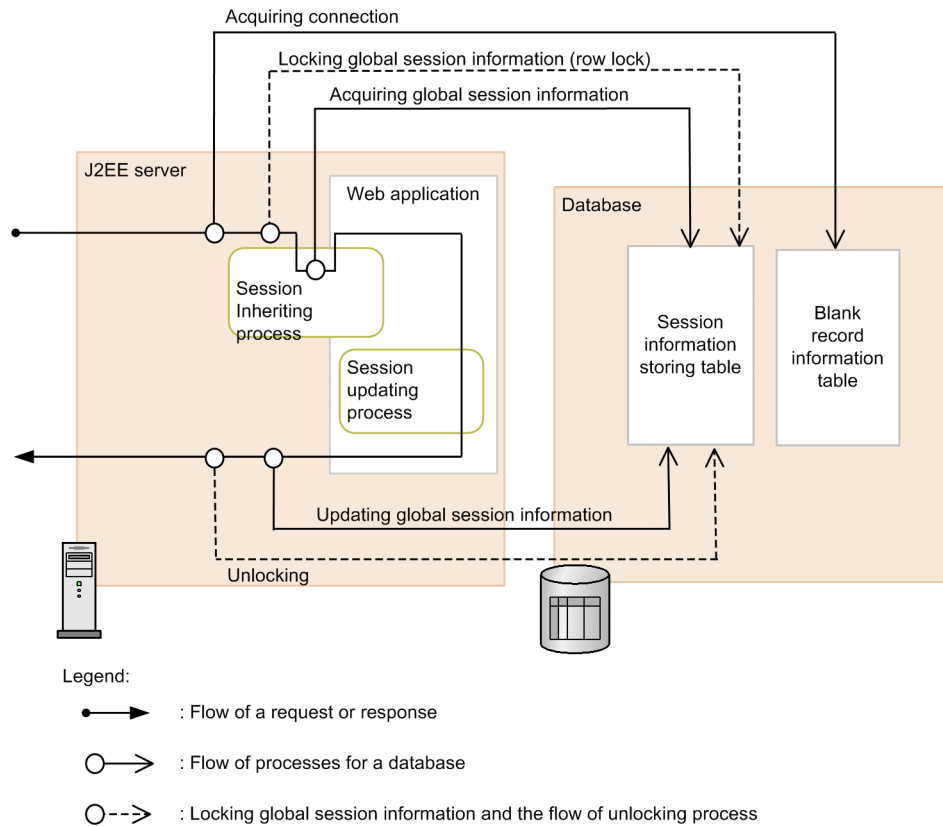 Acquiring connection
Locking global session information (row lock)
Acquiring global session information
J2EE server
Web application
Database
Session
Inheriting
process
Session
updating
process
Session
information
storing table
Blank
record
information
table
Updating global session information
Unlocking
Legend:
: Flow of a request or response
: Flow of processes for a database
: Locking global session information and the flow of unlocking process